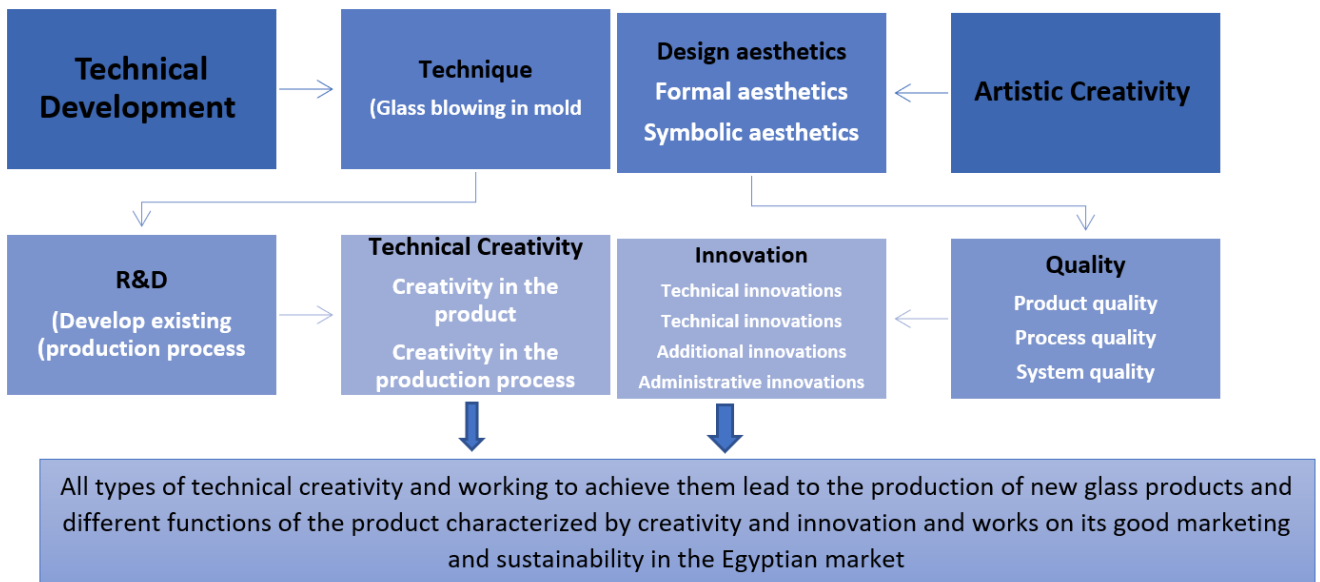 Technical
Development
Technique
(Glass blowing in mold
Design aesthetics
Formal aesthetics
Symbolic aesthetics
Artistic Creativity
R&D
(Develop existing
(production process
Technical Creativity
Creativity in the
product
Creativity in the
production process
Innovation
Technical innovations
Technical innovations
Additional innovations
Administrative innovations
Quality
Product quality
Process quality
System quality
All types of technical creativity and working to achieve them lead to the production of new glass products and
different functions of the product characterized by creativity and innovation and works on its good marketing
and sustainability in the Egyptian market